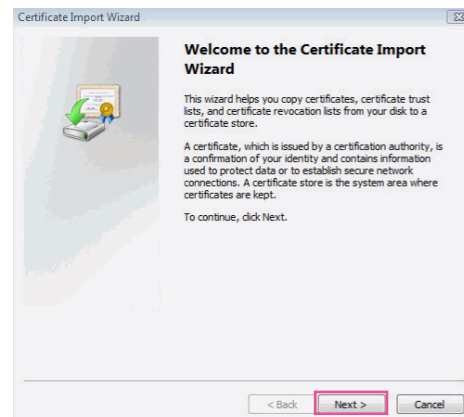 Certificate Import Wizard
Welcome to the Certificate Import
Wizard
This wizard helps you copy certificates, certificate trust
lists, and certificate revocation lists from your disk to a
certificate store.
A certificate, which is issued by a certification authority, is
a confirmation of your identity and contains information
used to protect data or to establish secure network
connections. A certificate store is the system area where
certificates are kept.
To continue, click Next.
< Back Next > Cancel